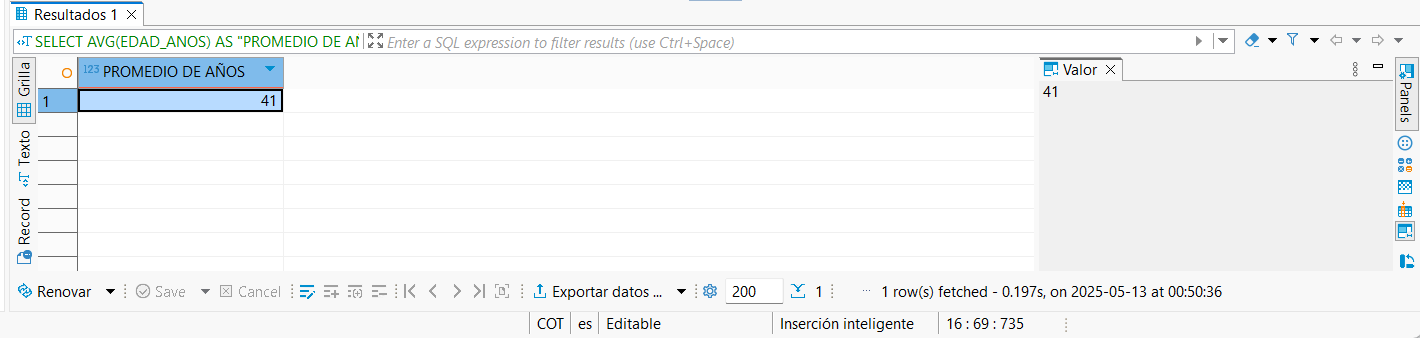 Resultados 1
SELECT AVG(EDAD_ANOS) AS "PROMEDIO DE AÑ
Enter a SQL expression to filter results (use Ctrl+Space)
Grilla
Texto
Record
123 PROMEDIO DE AÑOS
1 41
Valor
41
Panels
Renovar Save Cancel Exportar datos ... 200 1 ... 1 row(s) fetched - 0.197s, on 2025-05-13 at 00:50:36
COT es Editable Inserción inteligente 16 : 69 : 735